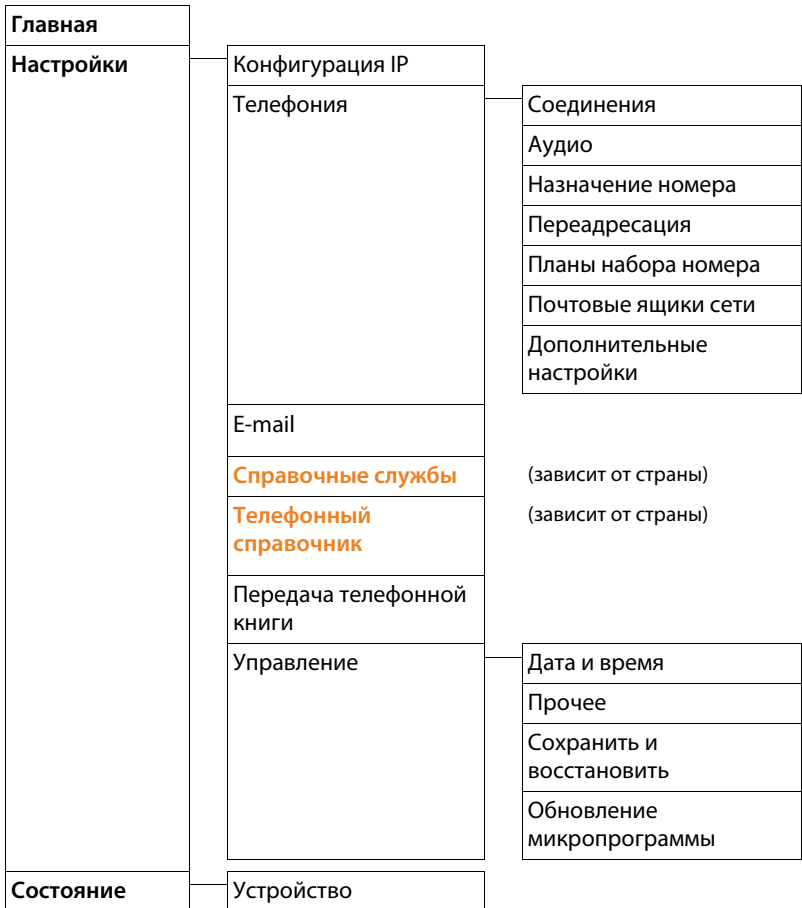 Главная
Настройки
Конфигурация IP
Телефония
Соединения
Аудио
Назначение номера
Переадресация
Планы набора номера
Почтовые ящики сети
Дополнительные
настройки
E-mail
Справочные службы
(зависит от страны)
Телефонный
справочник
(зависит от страны)
Передача телефонной
книги
Управление
Дата и время
Прочее
Сохранить и
восстановить
Обновление
микропрограммы
Состояние
Устройство